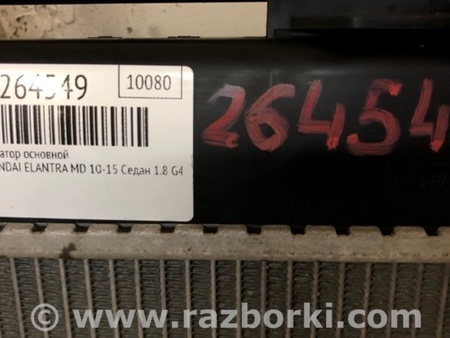 264549
10080
26454
атор основной
NDAI ELANTRA MD 10-15 Седан 1.8 G4
© www.razborki.com